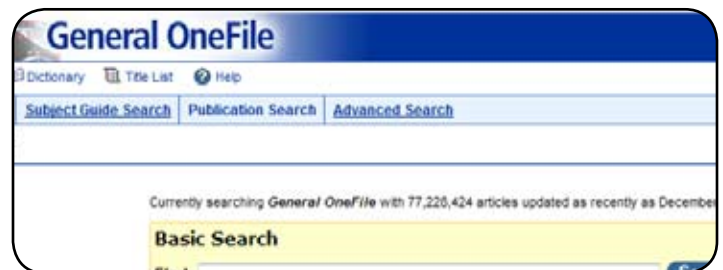 General OneFile
Dictionary Title List Help
Subject Guide Search Publication Search Advanced Search
Currently searching General OneFile with 77,226,424 articles updated as recently as December
Basic Search